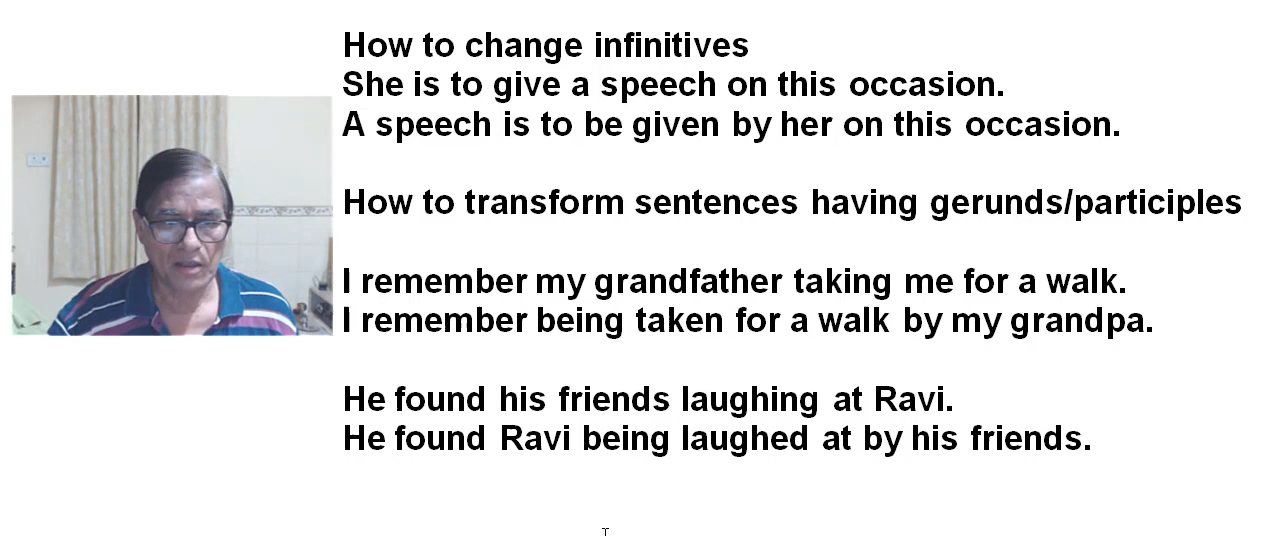 How to change infinitives
She is to give a speech on this occasion.
A speech is to be given by her on this occasion.
How to transform sentences having gerunds/participles
I remember my grandfather taking me for a walk.
I remember being taken for a walk by my grandpa.
He found his friends laughing at Ravi.
He found Ravi being laughed at by his friends.